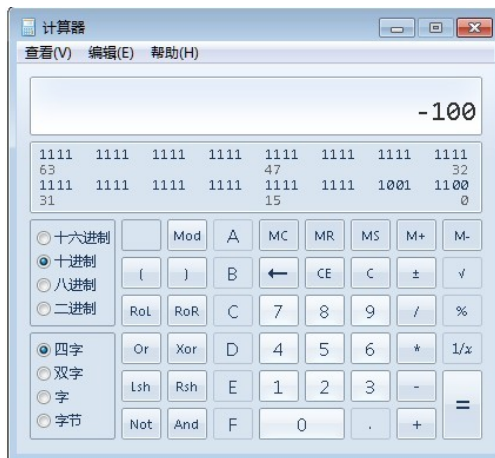 计算器
查看(V) 编辑(E) 帮助(H)
-100
1111 1111 1111 1111 1111 1111 1111 1111
63 47 32
1111 1111 1111 1111 1111 1111 1001 1100
31 15 0
十六进制 Mod A MC MR MS M+ M-
十进制 ( ) B ← CE C ± √
八进制
二进制 RoL RoR C 7 8 9 / %
四字 Or Xor D 4 5 6 * 1/x
双字
字 Lsh Rsh E 1 2 3 - =
字节 Not And F 0 . +